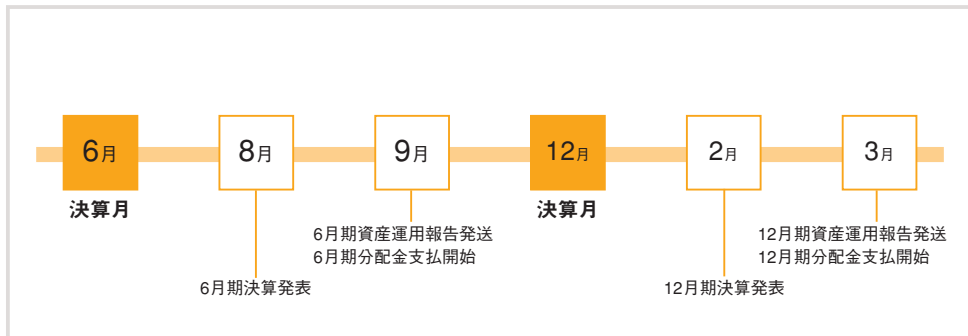 6月
8月
9月
12月
2月
3月
決算月
決算月
6月期資産運用報告発送
6月期分配金支払開始
12月期資産運用報告発送
12月期分配金支払開始
6月期決算発表
12月期決算発表